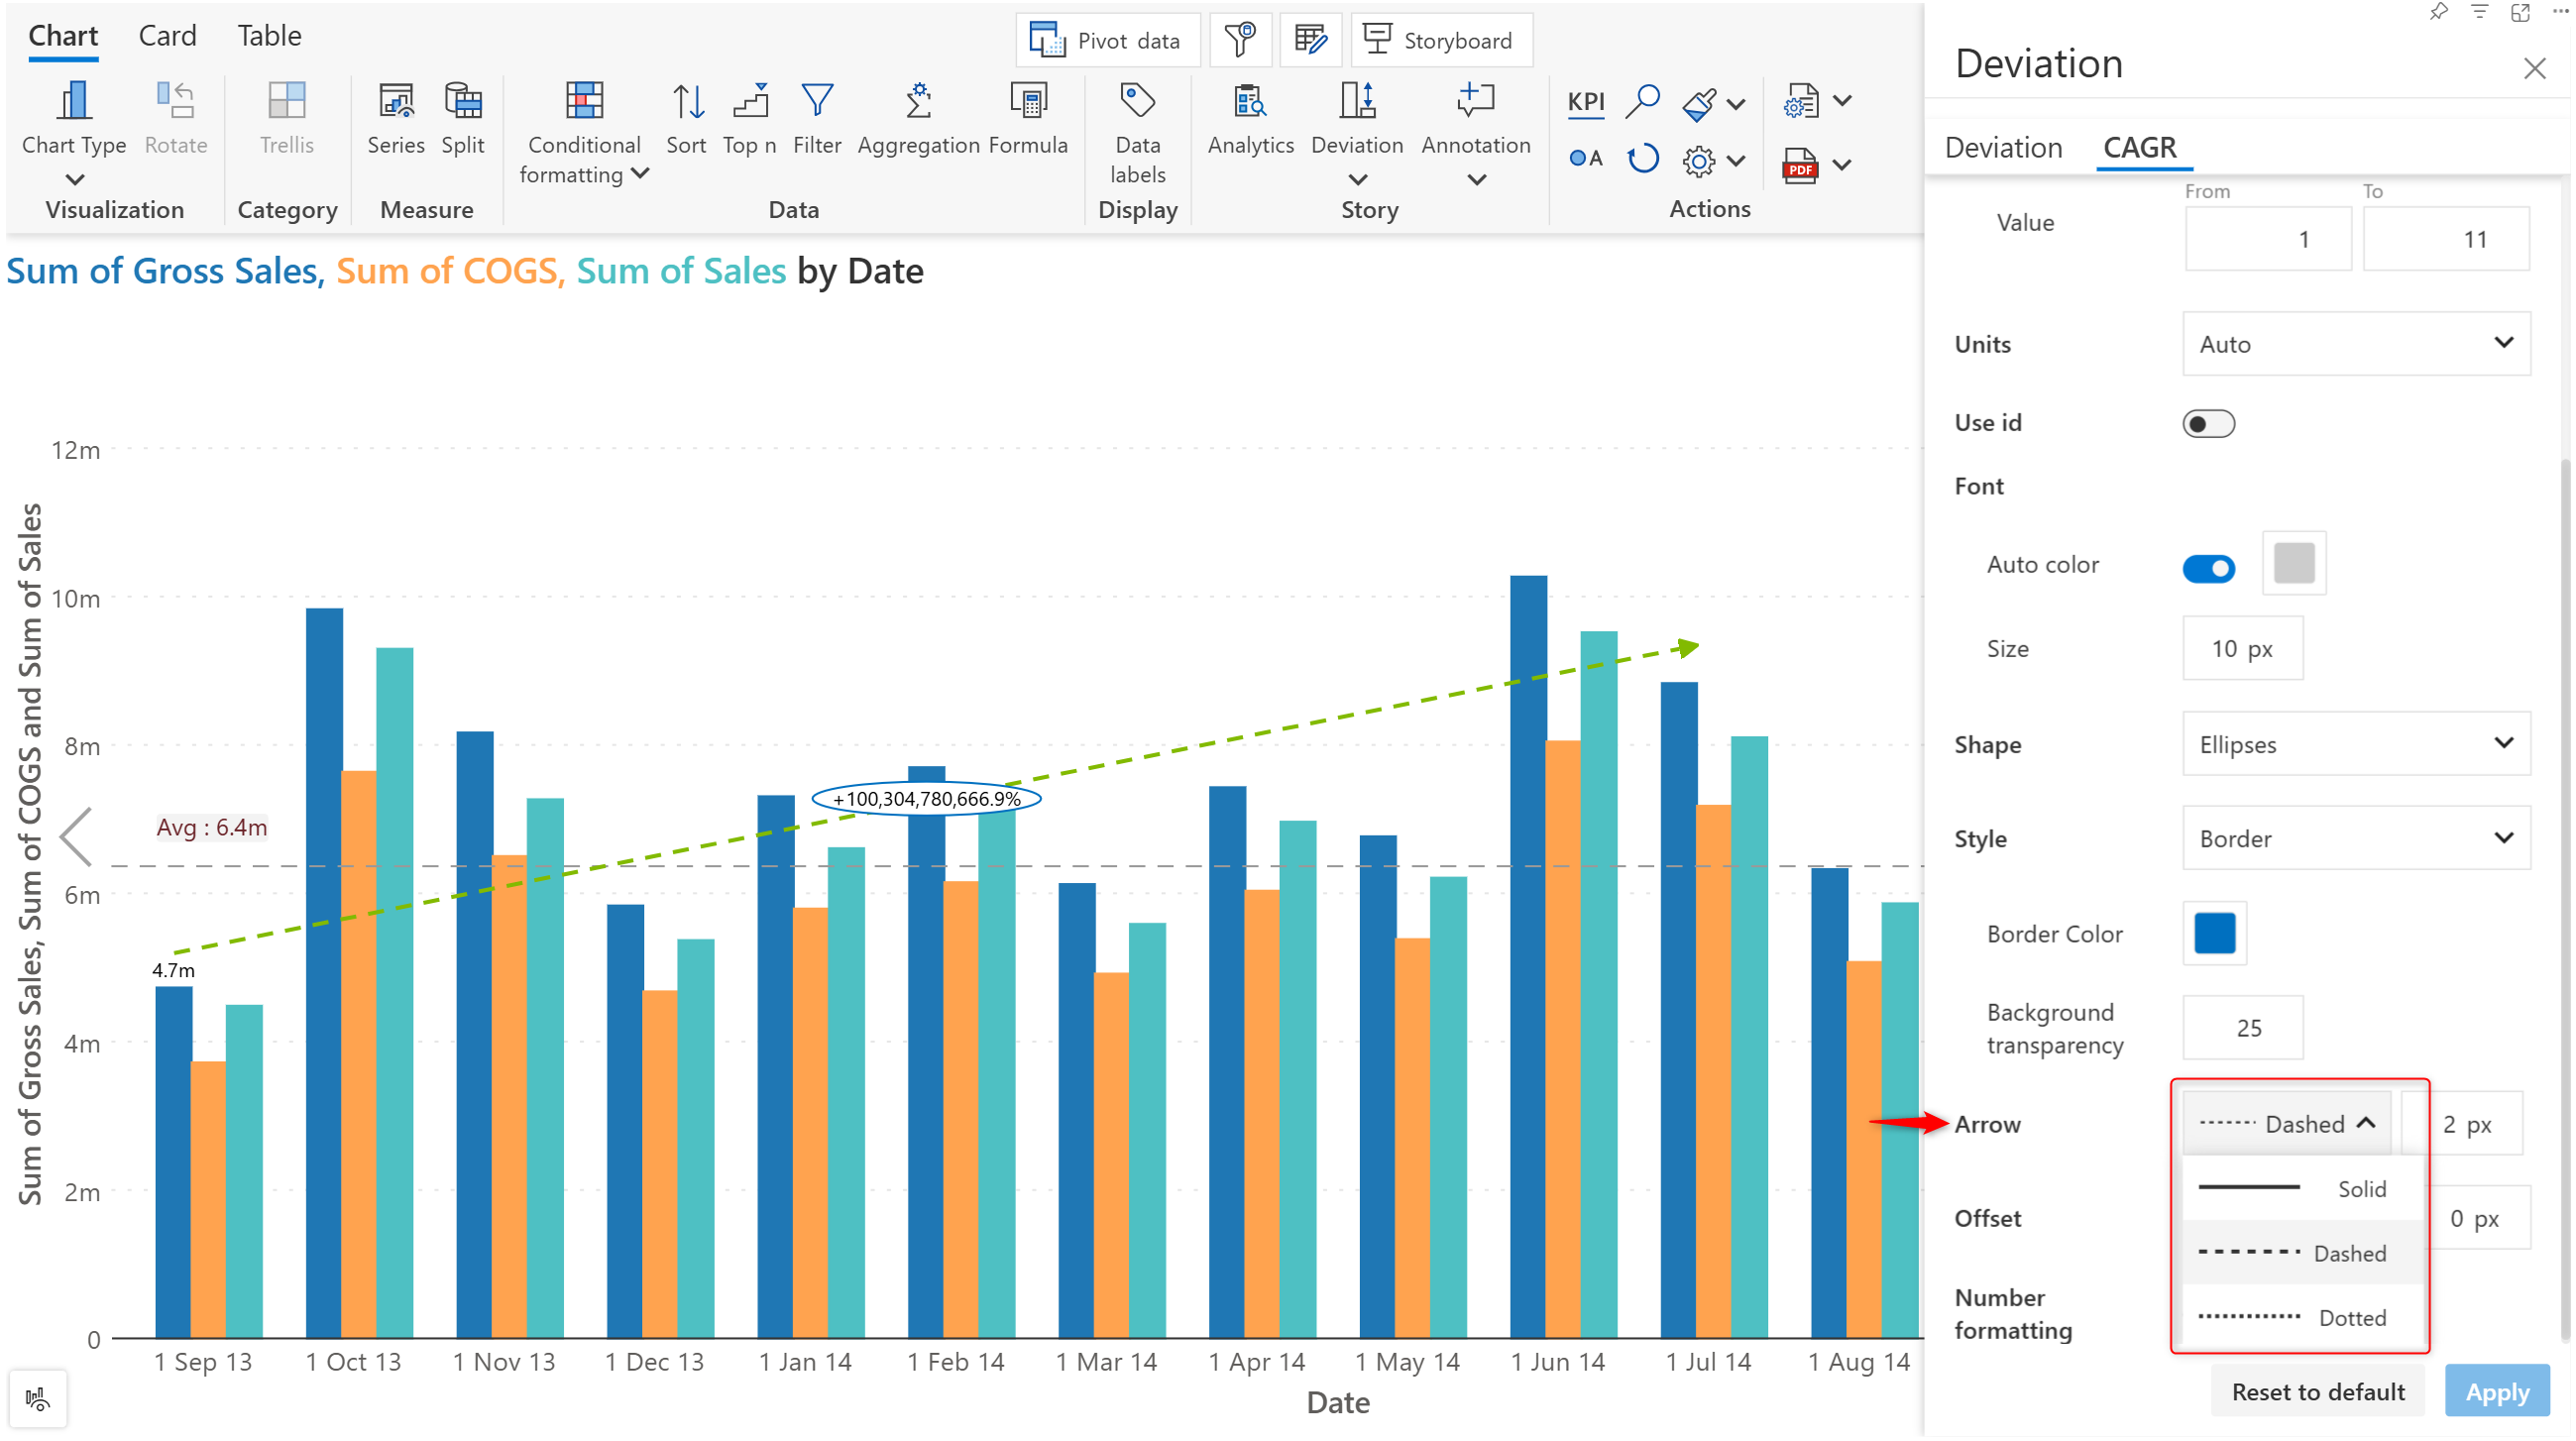 Chart Card Table
Pivot data
Storyboard
Chart Type
Rotate
Trellis
Series
Split
Conditional
formatting
Sort
Top n
Filter
Aggregation
Formula
Data
labels
Analytics
Deviation
Annotation
KPI
A
PDF
Visualization
Category
Measure
Data
Display
Story
Actions
Sum of Gross Sales, Sum of COGS, Sum of Sales by Date
Sum of Gross Sales, Sum of COGS and Sum of Sales
12m
10m
8m
6m
4m
2m
0
Avg : 6.4m
4.7m
+100,304,780,666.9%
1 Sep 13
1 Oct 13
1 Nov 13
1 Dec 13
1 Jan 14
1 Feb 14
1 Mar 14
1 Apr 14
1 May 14
1 Jun 14
1 Jul 14
1 Aug 14
Date
Deviation
Deviation CAGR
From To
Value 1 11
Units Auto
Use id
Font
Auto color
Size 10 px
Shape Ellipses
Style Border
Border Color
Background
transparency
25
Arrow Dashed 2 px
Solid
Offset 0 px
Dashed
Number
formatting
Dotted
Reset to default
Apply